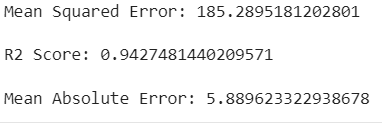 Mean Squared Error: 185.2895181202801
R2 Score: 0.9427481440209571
Mean Absolute Error: 5.889623322938678